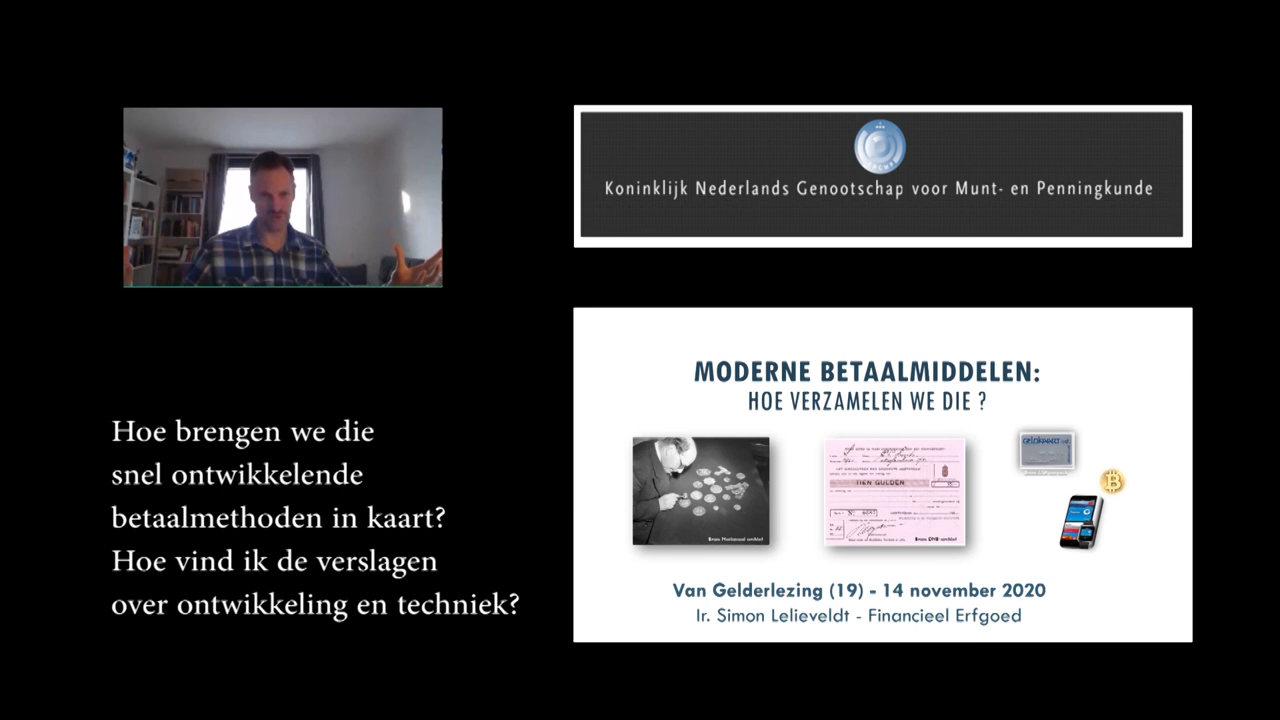 Koninklijk Nederlands Genootschap voor Munt- en Penningkunde
MODERNE BETAALMIDDELEN:
HOE VERZAMELEN WE DIE ?
TIEN GULDEN
Van Gelderlezing (19) - 14 november 2020
Ir. Simon Lelieveldt - Financieel Erfgoed
Hoe brengen we die
snel ontwikkelende
betaalmethoden in kaart?
Hoe vind ik de verslagen
over ontwikkeling en techniek?